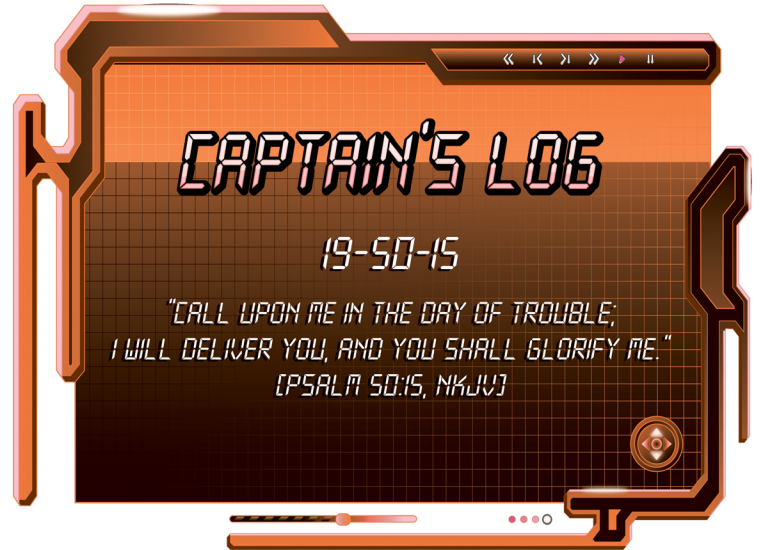 CAPTAIN'S LOG
19-50-15
"CALL UPON ME IN THE DAY OF TROUBLE;
I WILL DELIVER YOU, AND YOU SHALL GLORIFY ME."
[PSALM 50:15, NKJV]